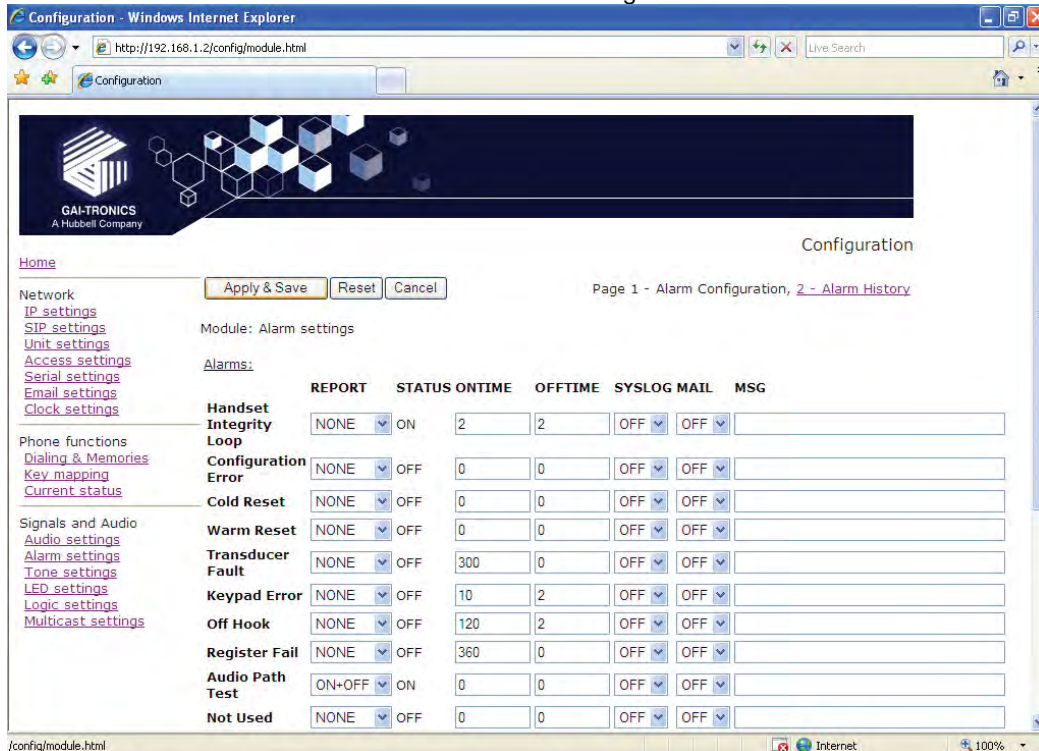 Configuration - Windows Internet Explorer
http://192.168.1.2/config/module.html
Live Search
Configuration
GAI-TRONICS
A Hubbell Company
Configuration
Home
Apply & Save Reset Cancel Page 1 - Alarm Configuration, 2 - Alarm History
Network
IP settings
SIP settings
Unit settings
Access settings
Serial settings
Email settings
Clock settings
Phone functions
Dialing & Memories
Key mapping
Current status
Signals and Audio
Audio settings
Alarm settings
Tone settings
LED settings
Logic settings
Multicast settings
Module: Alarm settings
Alarms:
REPORT STATUS ONTIME OFFTIME SYSLOG MAIL MSG
Handset
Integrity NONE ON 2 2 OFF OFF
Loop
Configuration
Error NONE OFF 0 0 OFF OFF
Cold Reset NONE OFF 0 0 OFF OFF
Warm Reset NONE OFF 0 0 OFF OFF
Transducer
Fault NONE OFF 300 0 OFF OFF
Keypad Error NONE OFF 10 2 OFF OFF
Off Hook NONE OFF 120 2 OFF OFF
Register Fail NONE OFF 360 0 OFF OFF
Audio Path
Test ON+OFF ON 0 0 OFF OFF
Not Used NONE OFF 0 0 OFF OFF
/config/module.html Internet 100%